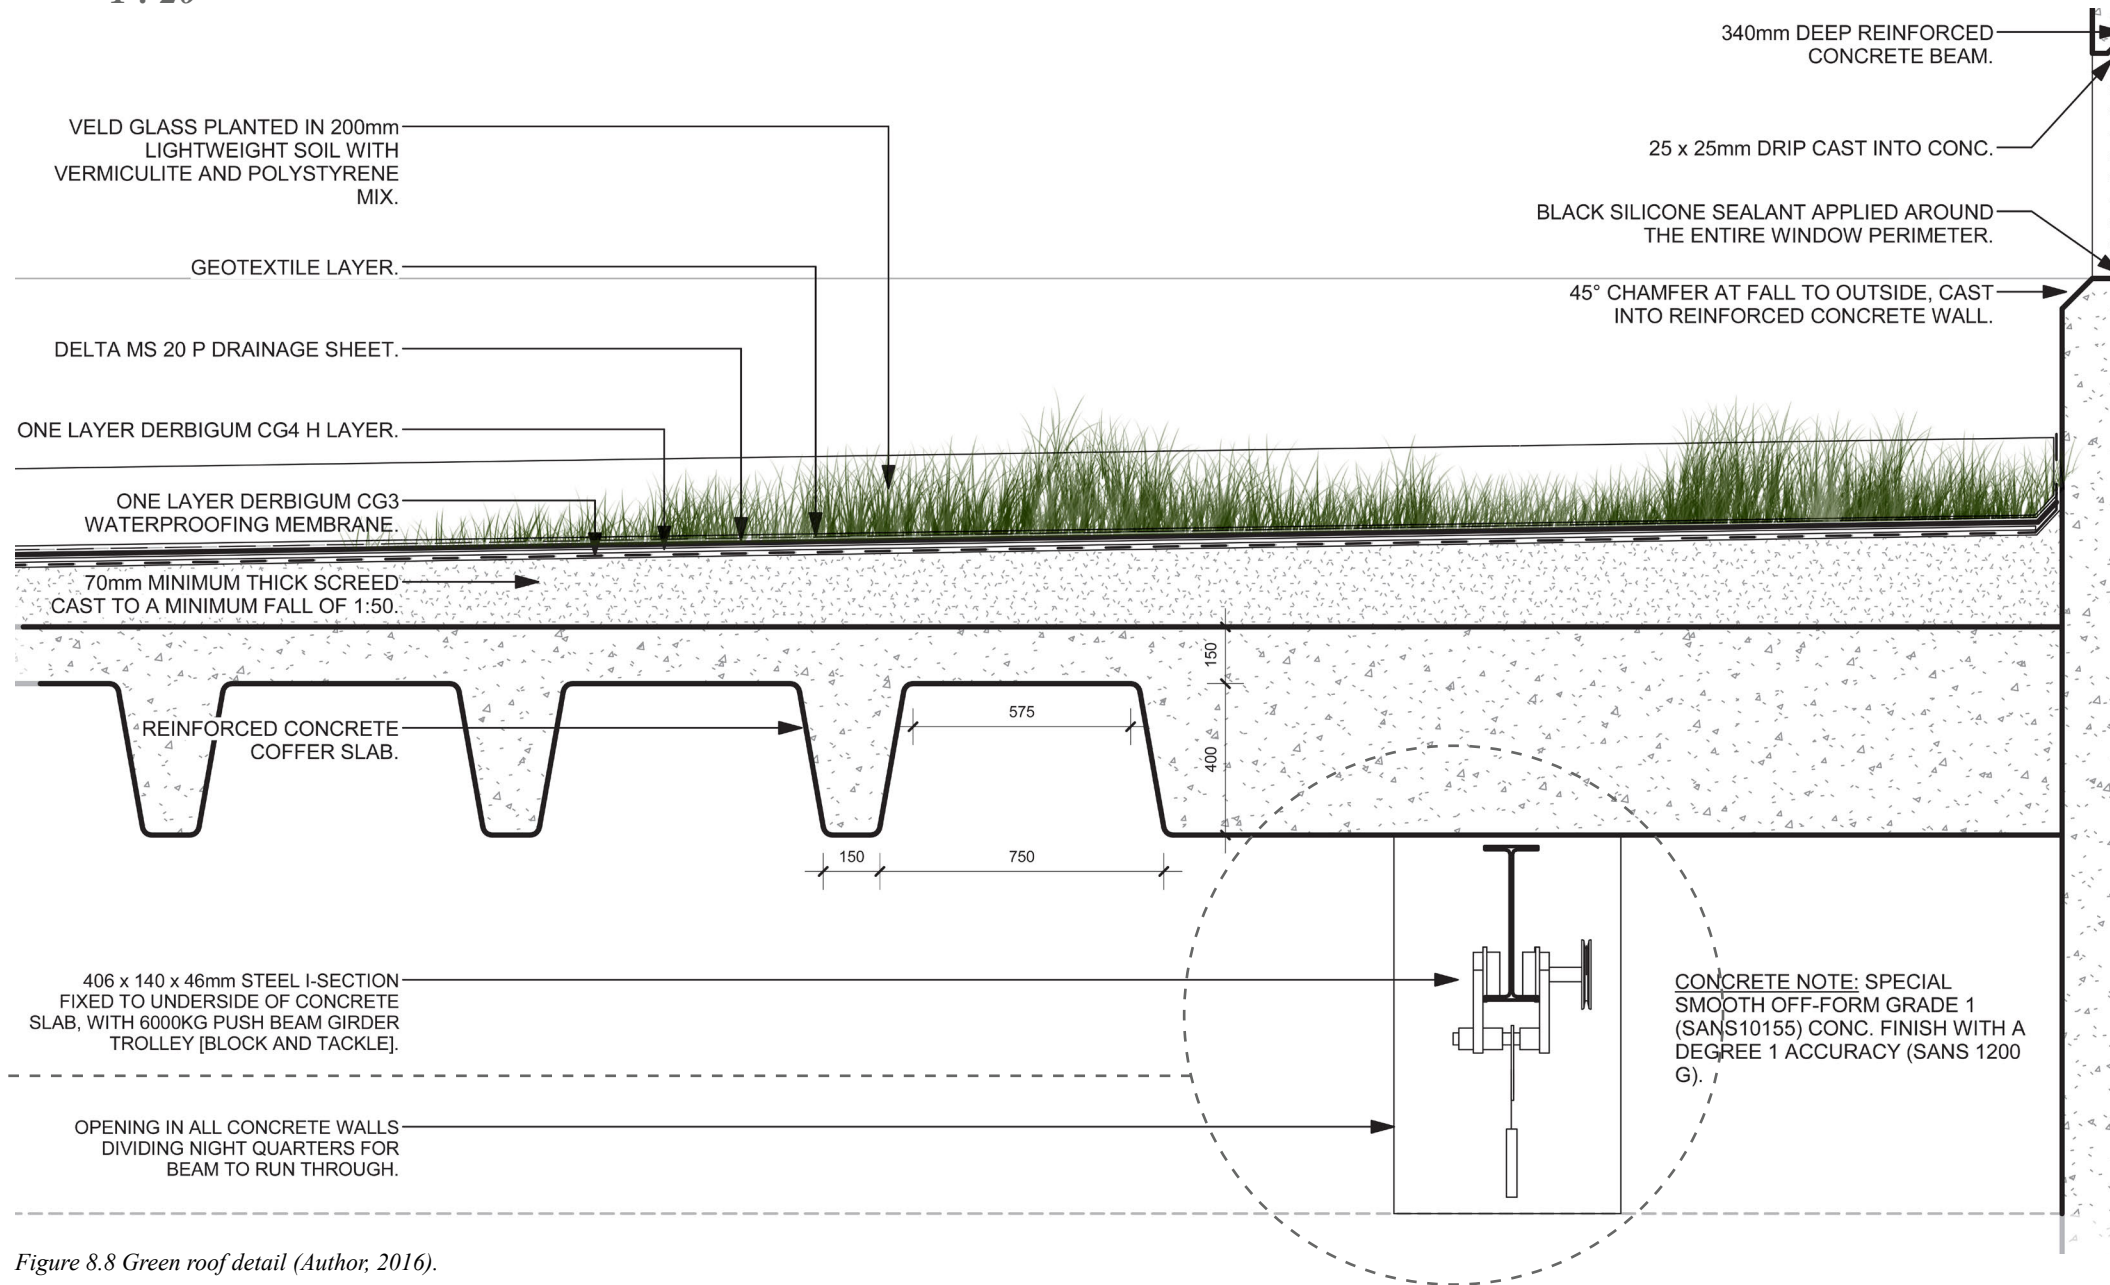 340mm DEEP REINFORCED
CONCRETE BEAM.
VELD GLASS PLANTED IN 200mm
LIGHTWEIGHT SOIL WITH
VERMICULITE AND POLYSTYRENE
MIX.
25 x 25mm DRIP CAST INTO CONC.
BLACK SILICONE SEALANT APPLIED AROUND
THE ENTIRE WINDOW PERIMETER.
GEOTEXTILE LAYER.
45° CHAMFER AT FALL TO OUTSIDE, CAST
INTO REINFORCED CONCRETE WALL.
DELTA MS 20 P DRAINAGE SHEET.
ONE LAYER DERBIGUM CG4 H LAYER.
ONE LAYER DERBIGUM CG3
WATERPROOFING MEMBRANE.
70mm MINIMUM THICK SCREED
CAST TO A MINIMUM FALL OF 1:50.
150
REINFORCED CONCRETE
COFFER SLAB.
575
400
150
750
406 x 140 x 46mm STEEL I-SECTION
FIXED TO UNDERSIDE OF CONCRETE
SLAB, WITH 6000KG PUSH BEAM GIRDER
TROLLEY [BLOCK AND TACKLE].
CONCRETE NOTE: SPECIAL
SMOOTH OFF-FORM GRADE 1
(SANS10155) CONC. FINISH WITH A
DEGREE 1 ACCURACY (SANS 1200
G).
OPENING IN ALL CONCRETE WALLS
DIVIDING NIGHT QUARTERS FOR
BEAM TO RUN THROUGH.
Figure 8.8 Green roof detail (Author, 2016).